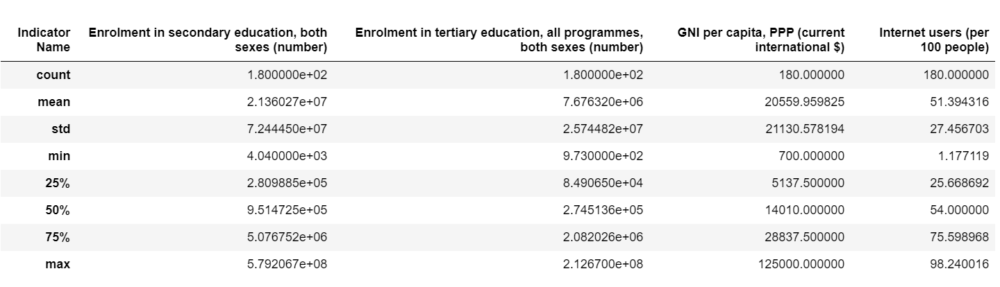 Indicator Name Enrolment in secondary education, both sexes (number) Enrolment in tertiary education, all programmes, both sexes (number) GNI per capita, PPP (current international $) Internet users (per 100 people)
count 1.800000e+02 1.800000e+02 180.000000 180.000000
mean 2.136027e+07 7.676320e+06 20559.959825 51.394316
std 7.244450e+07 2.574482e+07 21130.578194 27.456703
min 4.040000e+03 9.730000e+02 700.000000 1.177119
25% 2.809885e+05 8.490650e+04 5137.500000 25.668692
50% 9.514725e+05 2.745136e+05 14010.000000 54.000000
75% 5.076752e+06 2.082026e+06 28837.500000 75.598968
max 5.792067e+08 2.126700e+08 125000.000000 98.240016